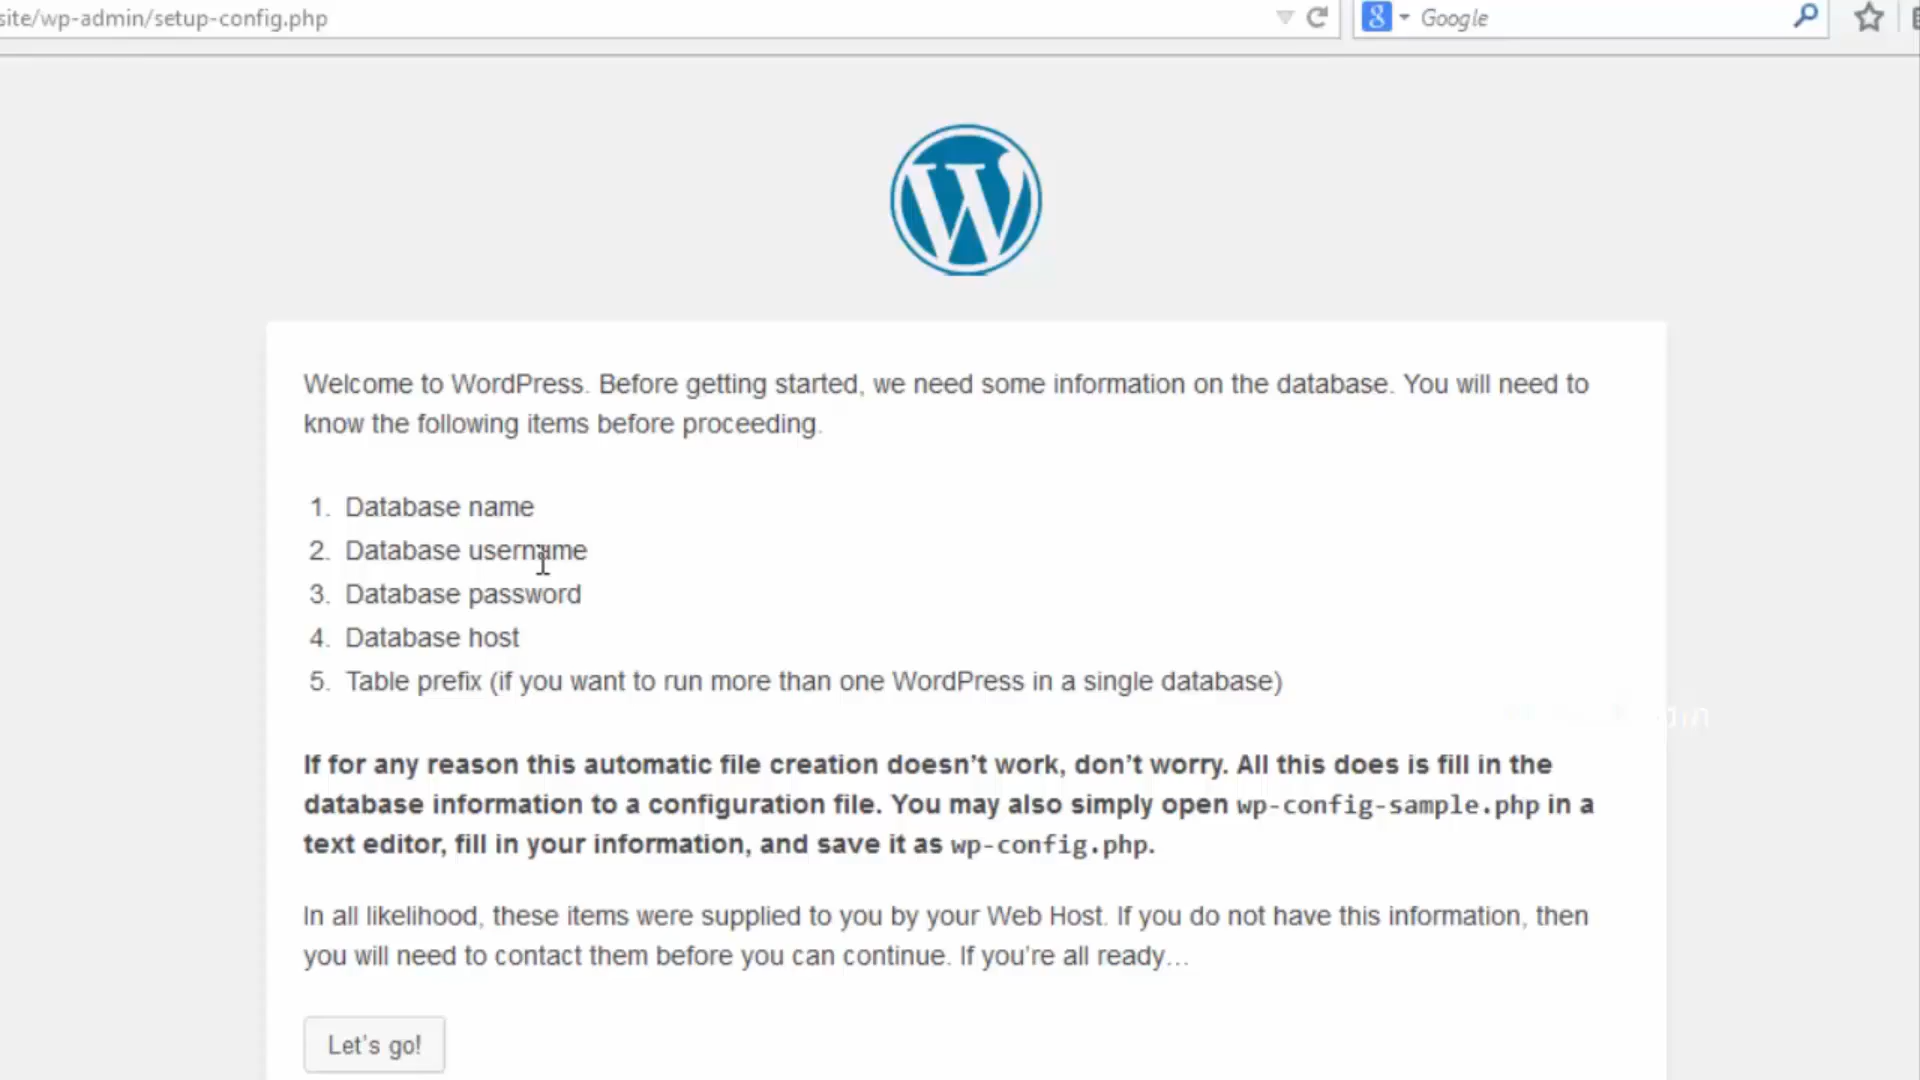 site/wp-admin/setup-config.php
Google
Welcome to WordPress. Before getting started, we need some information on the database. You will need to
know the following items before proceeding.
1. Database name
2. Database username
3. Database password
4. Database host
5. Table prefix (if you want to run more than one WordPress in a single database)
If for any reason this automatic file creation doesn’t work, don’t worry. All this does is fill in the
database information to a configuration file. You may also simply open wp-config-sample.php in a
text editor, fill in your information, and save it as wp-config.php.
In all likelihood, these items were supplied to you by your Web Host. If you do not have this information, then
you will need to contact them before you can continue. If you’re all ready…
Let’s go!